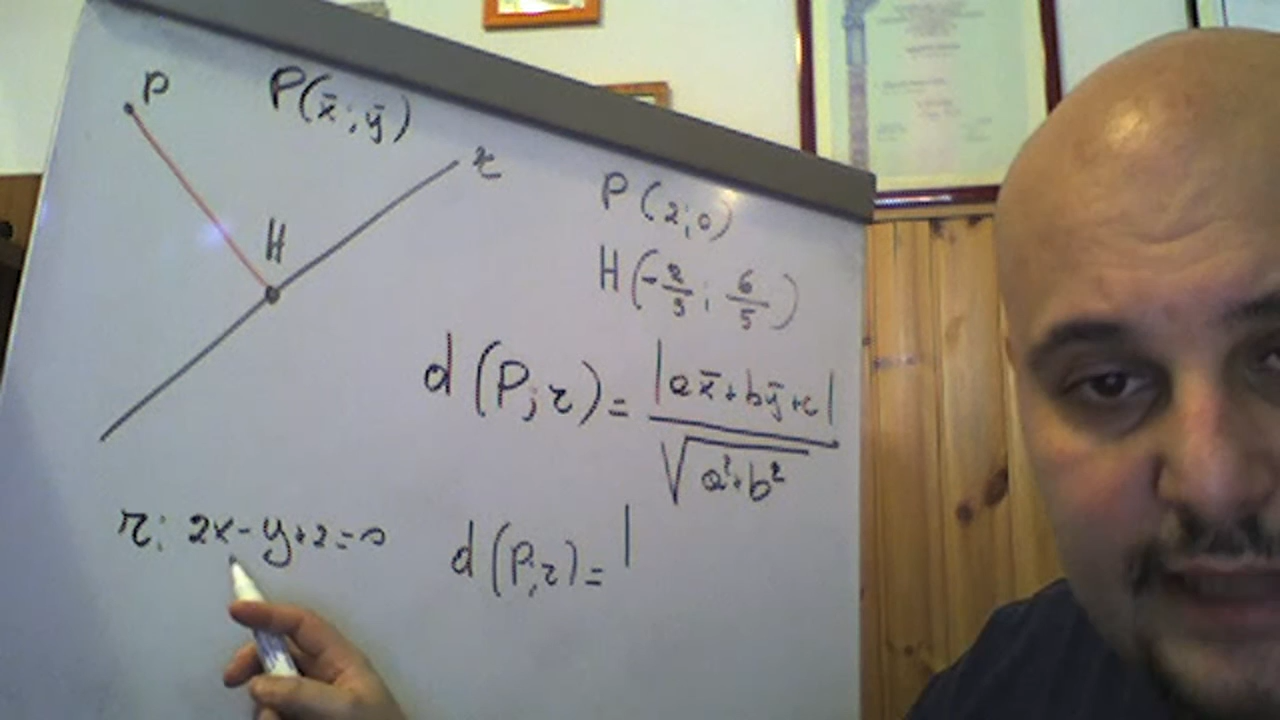 P
P(x̄;ȳ)
r
H
P(2;0)
H(-2/5;6/5)
d(P;r)=|ax̄+bȳ+c|/√a²+b²
r: 2x-y+2=0
d(P;r)=|